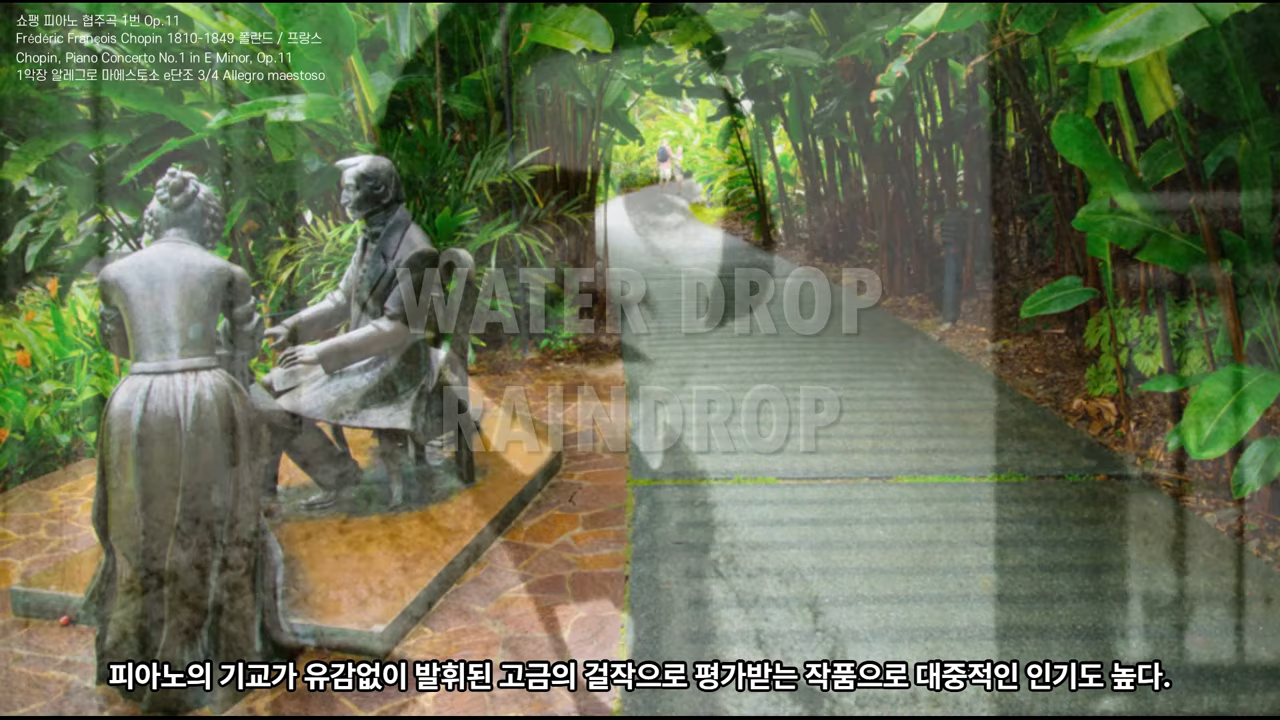 쇼팽 피아노 협주곡 1번 Op.11
Frédéric François Chopin 1810-1849 폴란드 / 프랑스
Chopin, Piano Concerto No.1 in E Minor, Op.11
1악장 알레그로 마에스토소 e단조 3/4 Allegro maestoso
WATER DROP
RAINDROP
피아노의 기교가 유감없이 발휘된 고금의 걸작으로 평가받는 작품으로 대중적인 인기도 높다.